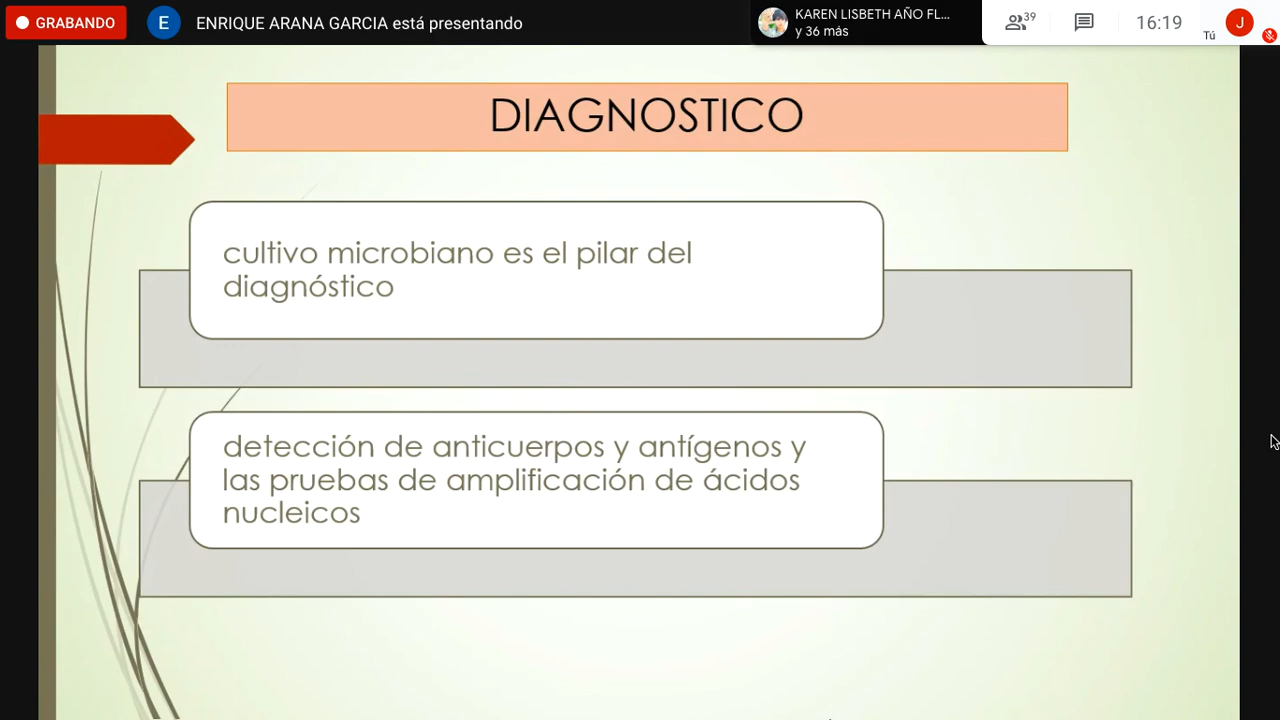 GRABANDO
E
ENRIQUE ARANA GARCIA está presentando
KAREN LISBETH AÑO FL...
y 36 más
39
16:19
Tú
J
DIAGNOSTICO
cultivo microbiano es el pilar del
diagnóstico
detección de anticuerpos y antígenos y
las pruebas de amplificación de ácidos
nucleicos